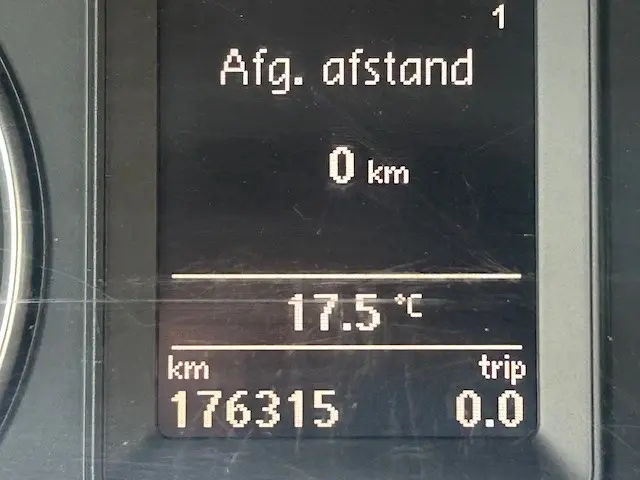 1
Afg. afstand
0 km
17.5 °C
km trip
176315 0.0